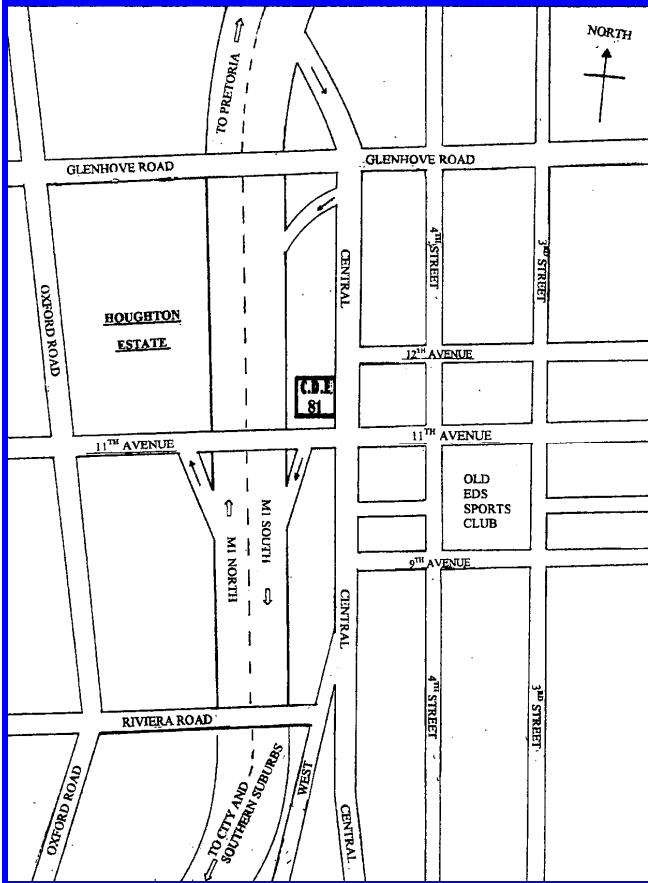 NORTH
TO PRETORIA
GLENHOVE ROAD
GLENHOVE ROAD
CENTRAL
4TH STREET
3RD STREET
OXFORD ROAD
HOUGHTON
ESTATE
12TH AVENUE
C.D.E
81
11TH AVENUE
11TH AVENUE
OLD
EDS
SPORTS
CLUB
M1 SOUTH
M1 NORTH
9TH AVENUE
CENTRAL
4TH STREET
3RD STREET
RIVIERA ROAD
OXFORD ROAD
TO CITY AND
SOUTHERN SUBURBS
WEST
CENTRAL